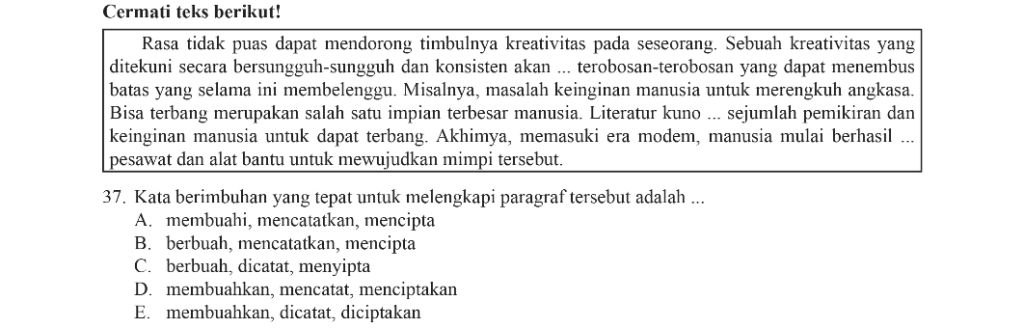 Cermati teks berikut!
Rasa tidak puas dapat mendorong timbulnya kreativitas pada seseorang. Sebuah kreativitas yang
ditekuni secara bersungguh-sungguh dan konsisten akan ... terobosan-terobosan yang dapat menembus
batas yang selama ini membelenggu. Misalnya, masalah keinginan manusia untuk merengkuh angkasa.
Bisa terbang merupakan salah satu impian terbesar manusia. Literatur kuno ... sejumlah pemikiran dan
keinginan manusia untuk dapat terbang. Akhimya, memasuki era modem, manusia mulai berhasil ...
pesawat dan alat bantu untuk mewujudkan mimpi tersebut.
37. Kata berimbuhan yang tepat untuk melengkapi paragraf tersebut adalah ...
A. membuahi, mencatatkan, mencipta
B. berbuah, mencatatkan, mencipta
C. berbuah, dicatat, menyipta
D. membuahkan, mencatat, menciptakan
E. membuahkan, dicatat, diciptakan